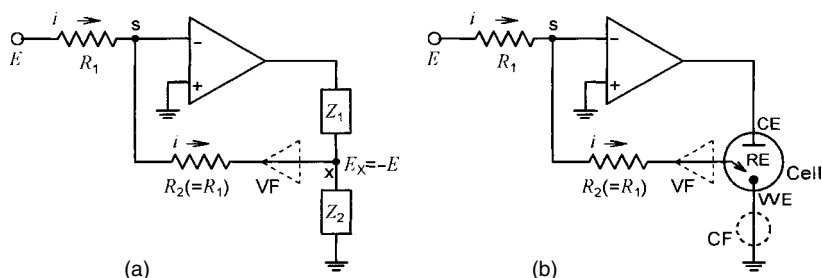 i
s
E
R₁
−
+
Z₁
i
R₂(=R₁)
VF
x
Eₓ=−E
Z₂
(a)
i
s
E
R₁
−
+
CE
RE
Cell
i
R₂(=R₁)
VF
WE
CF
(b)